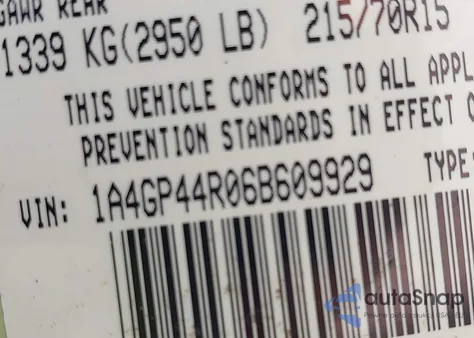 GAWR REAR
1339 KG(2950 LB) 215/70R15
THIS VEHICLE CONFORMS TO ALL APPL
PREVENTION STANDARDS IN EFFECT O
VIN: 1A4GP44R06B609929 TYPE:
autoSnap